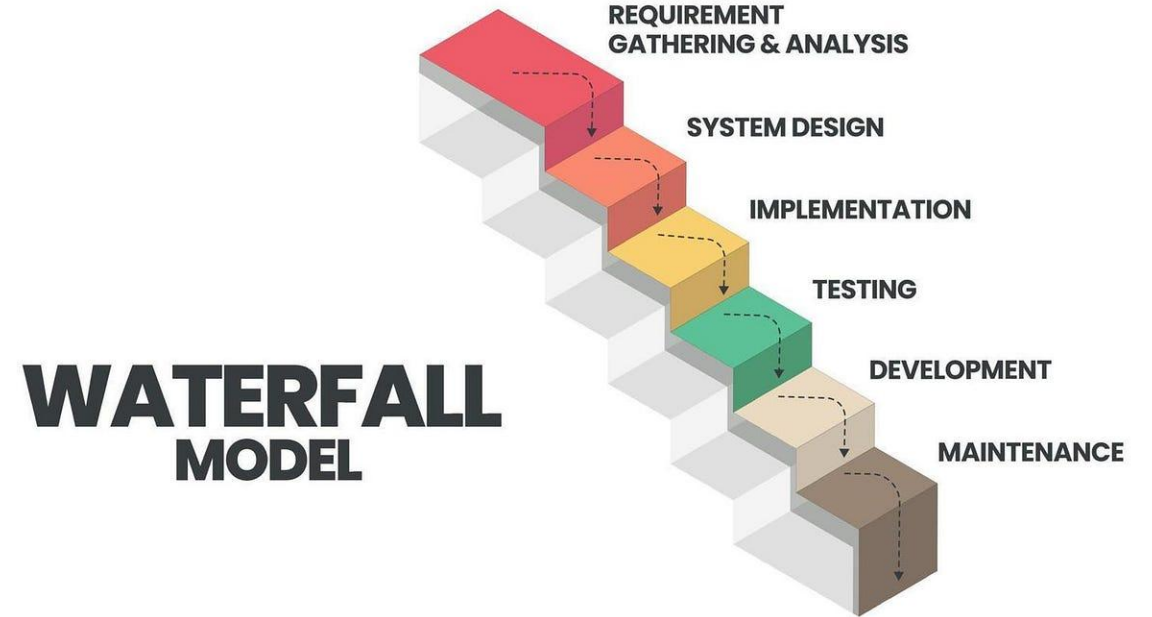 REQUIREMENT
GATHERING & ANALYSIS
SYSTEM DESIGN
IMPLEMENTATION
TESTING
DEVELOPMENT
MAINTENANCE
WATERFALL
MODEL